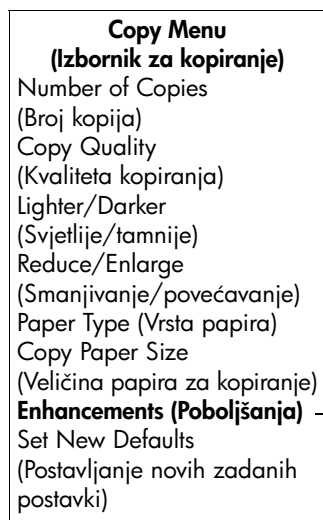 Copy Menu
(Izbornik za kopiranje)
Number of Copies
(Broj kopija)
Copy Quality
(Kvaliteta kopiranja)
Lighter/Darker
(Svjetlije/tamnije)
Reduce/Enlarge
(Smanjivanje/povećavanje)
Paper Type (Vrsta papira)
Copy Paper Size
(Veličina papira za kopiranje)
Enhancements (Poboljšanja)
Set New Defaults
(Postavljanje novih zadanih
postavki)